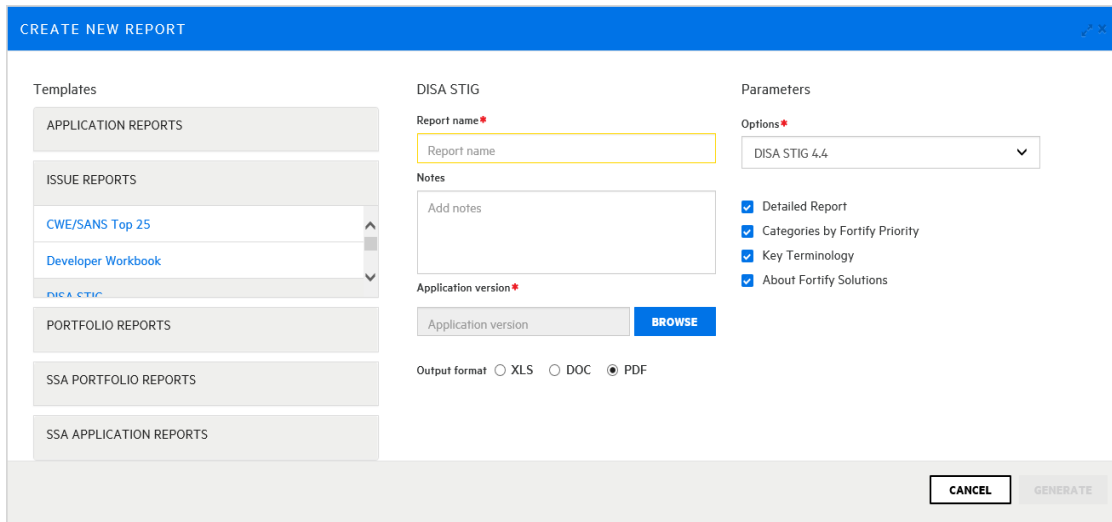 CREATE NEW REPORT
Templates
APPLICATION REPORTS
ISSUE REPORTS
CWE/SANS Top 25
Developer Workbook
DISA STIG
PORTFOLIO REPORTS
SSA PORTFOLIO REPORTS
SSA APPLICATION REPORTS
DISA STIG
Report name*
Report name
Notes
Add notes
Application version*
Application version
BROWSE
Output format XLS DOC PDF
Parameters
Options*
DISA STIG 4.4
Detailed Report
Categories by Fortify Priority
Key Terminology
About Fortify Solutions
CANCEL
GENERATE